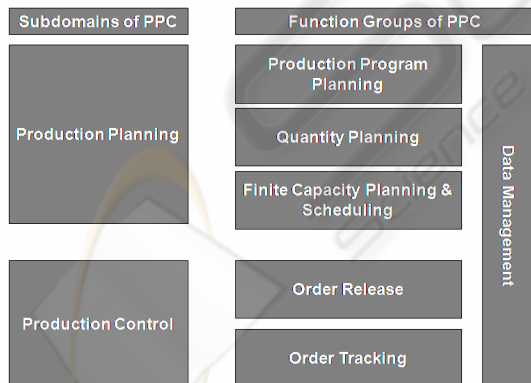 Subdomains of PPC
Function Groups of PPC
Production Planning
Production Program
Planning
Quantity Planning
Finite Capacity Planning &
Scheduling
Data Management
Production Control
Order Release
Order Tracking
Science